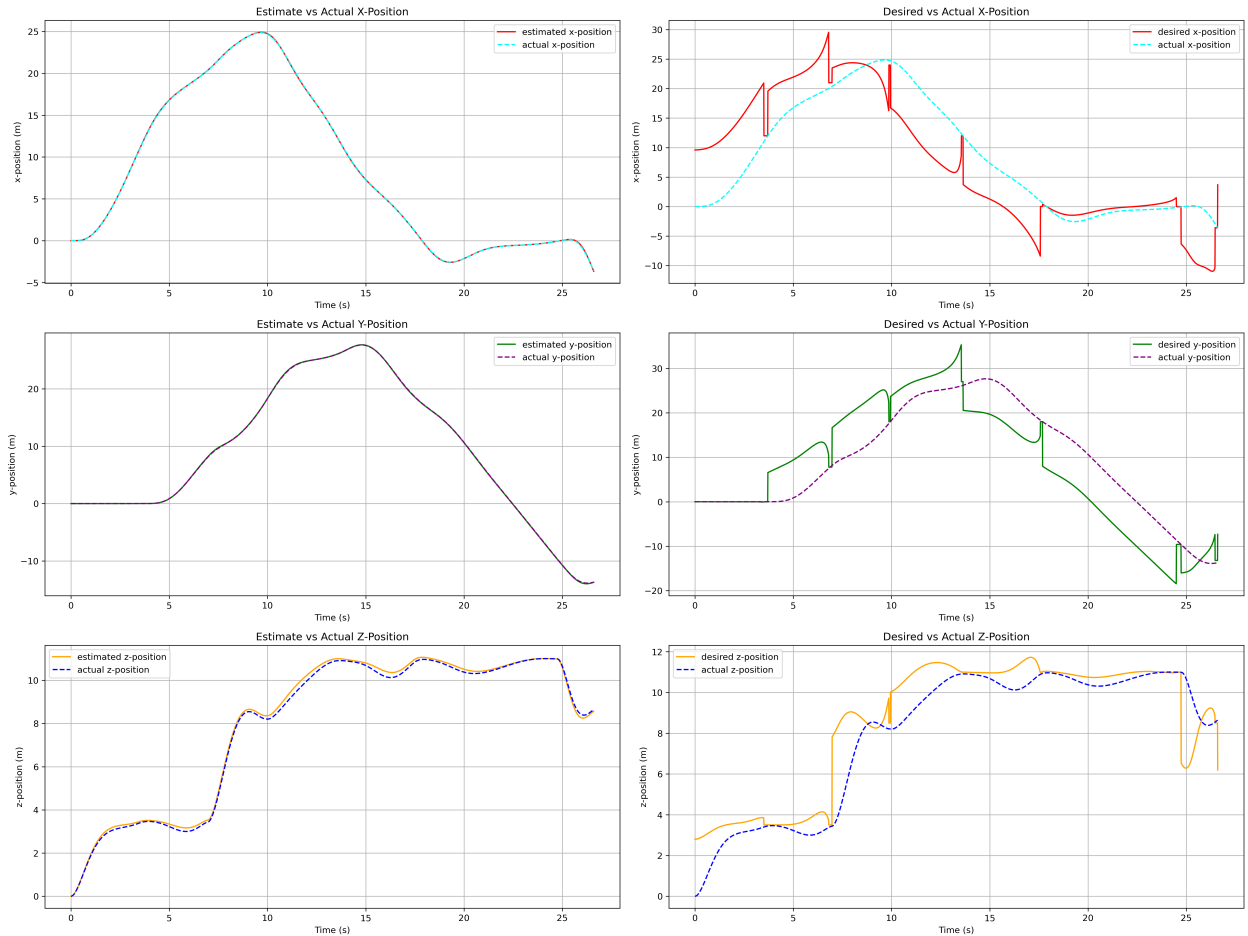 Estimate vs Actual X-Position
25
20
15
10
5
0
−5
x-position (m)
estimated x-position
actual x-position
0 5 10 15 20 25
Time (s)
Desired vs Actual X-Position
30
25
20
15
10
5
0
−5
−10
x-position (m)
desired x-position
actual x-position
0 5 10 15 20 25
Time (s)
Estimate vs Actual Y-Position
20
10
0
−10
y-position (m)
estimated y-position
actual y-position
0 5 10 15 20 25
Time (s)
Desired vs Actual Y-Position
30
20
10
0
−10
−20
y-position (m)
desired y-position
actual y-position
0 5 10 15 20 25
Time (s)
Estimate vs Actual Z-Position
10
8
6
4
2
0
z-position (m)
estimated z-position
actual z-position
0 5 10 15 20 25
Time (s)
Desired vs Actual Z-Position
12
10
8
6
4
2
0
z-position (m)
desired z-position
actual z-position
0 5 10 15 20 25
Time (s)